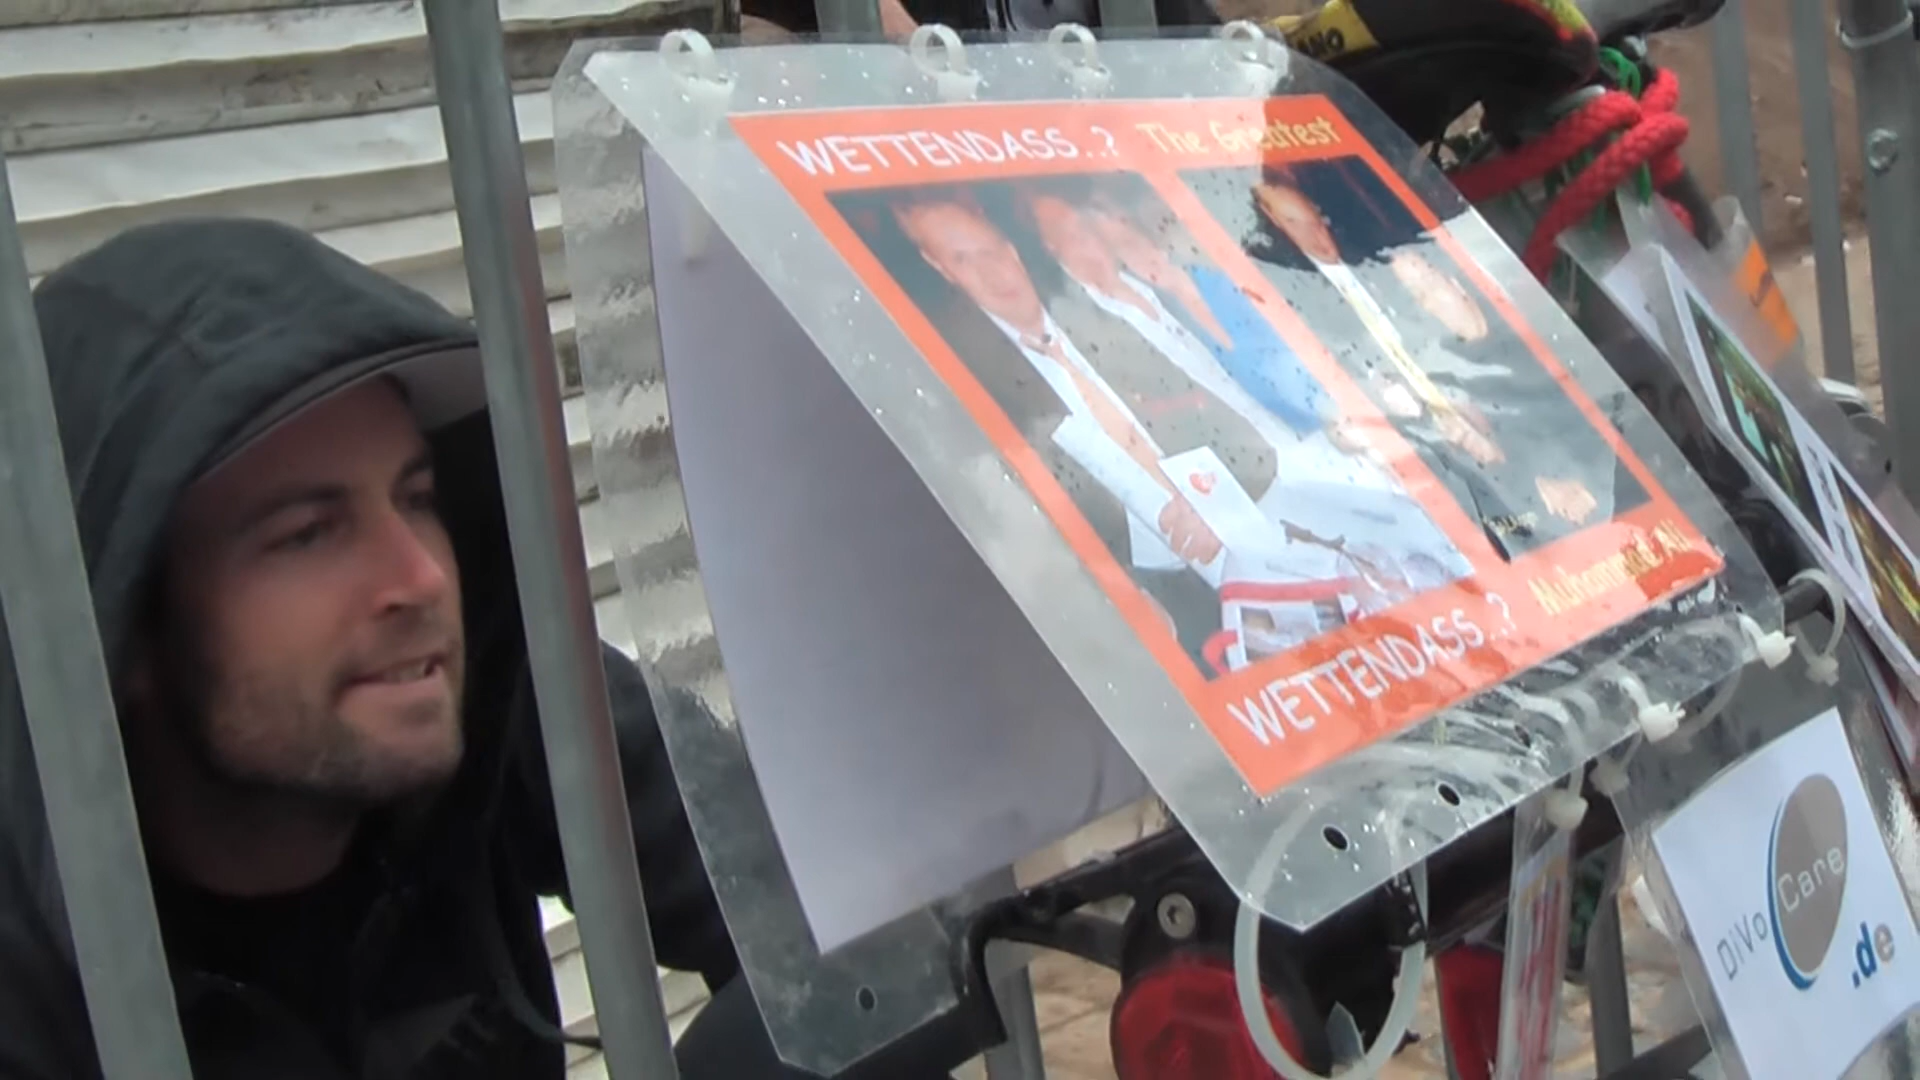 WETTENDASS..? The Greatest
WETTENDASS..? Muhammad Ali
DiVo Care
.de